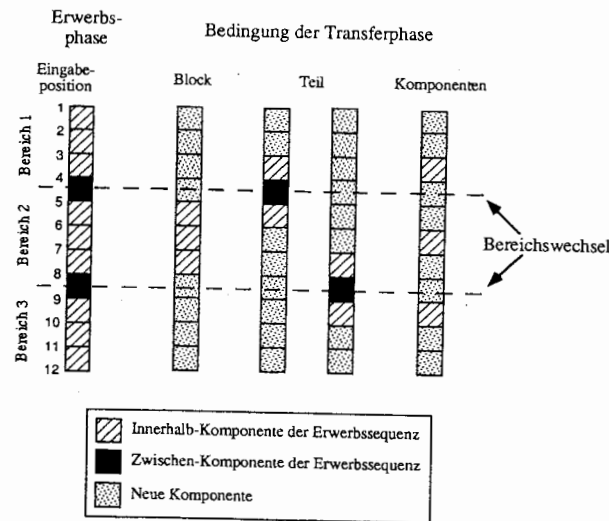 Erwerbs-
phase
Bedingung der Transferphase
Eingabe-
position
Block
Teil
Komponenten
Bereich 1
Bereich 2
Bereich 3
1
2
3
4
5
6
7
8
9
10
11
12
Bereichswechsel
Innerhalb-Komponente der Erwerbssequenz
Zwischen-Komponente der Erwerbssequenz
Neue Komponente